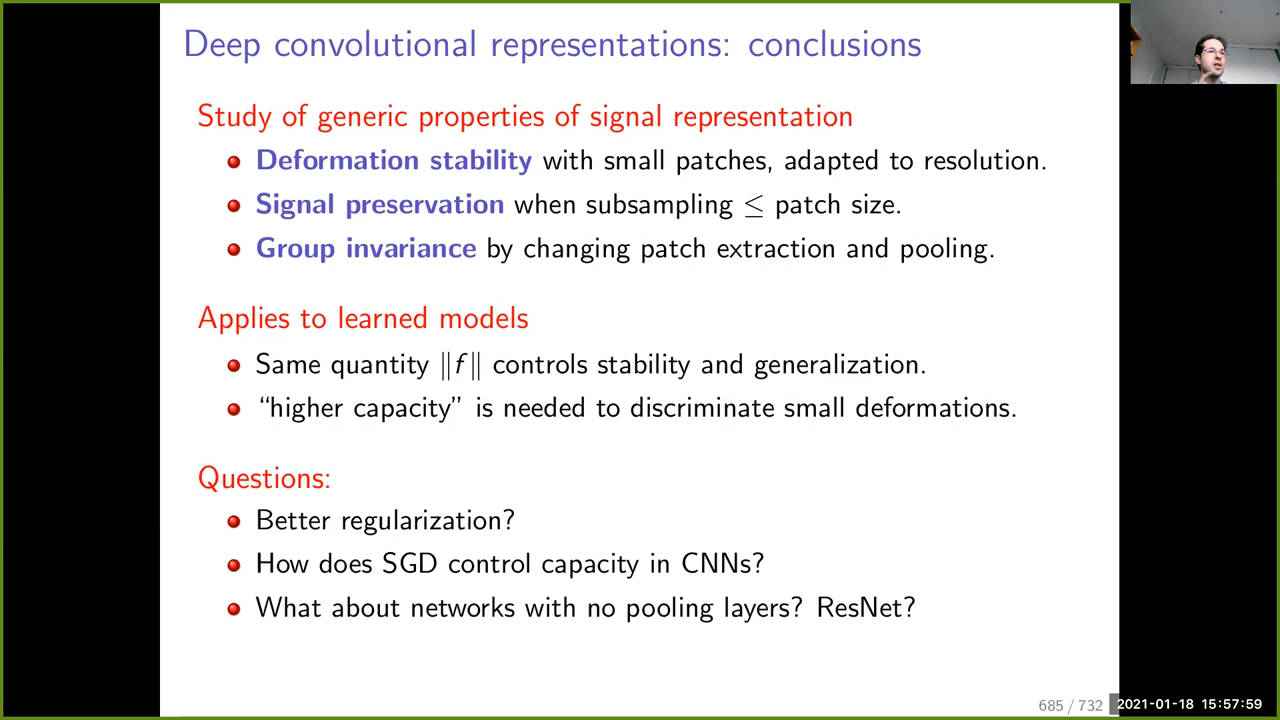 Deep convolutional representations: conclusions
Study of generic properties of signal representation
Deformation stability with small patches, adapted to resolution.
Signal preservation when subsampling ≤ patch size.
Group invariance by changing patch extraction and pooling.
Applies to learned models
Same quantity ‖f‖ controls stability and generalization.
“higher capacity” is needed to discriminate small deformations.
Questions:
Better regularization?
How does SGD control capacity in CNNs?
What about networks with no pooling layers? ResNet?
685 / 732
2021-01-18 15:57:59